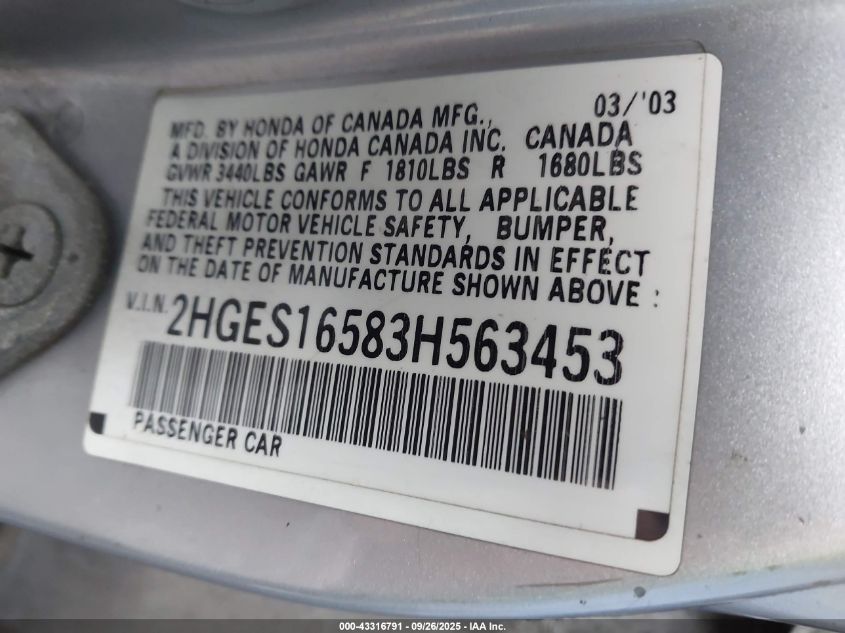 03/'03
MFD. BY HONDA OF CANADA MFG.,
A DIVISION OF HONDA CANADA INC. CANADA
GVWR 3440LBS GAWR F 1810LBS R 1680LBS
THIS VEHICLE CONFORMS TO ALL APPLICABLE
FEDERAL MOTOR VEHICLE SAFETY, BUMPER,
AND THEFT PREVENTION STANDARDS IN EFFECT
ON THE DATE OF MANUFACTURE SHOWN ABOVE :
V.I.N. 2HGES16583H563453
PASSENGER CAR
000-43316791 - 09/26/2025 - IAA Inc.